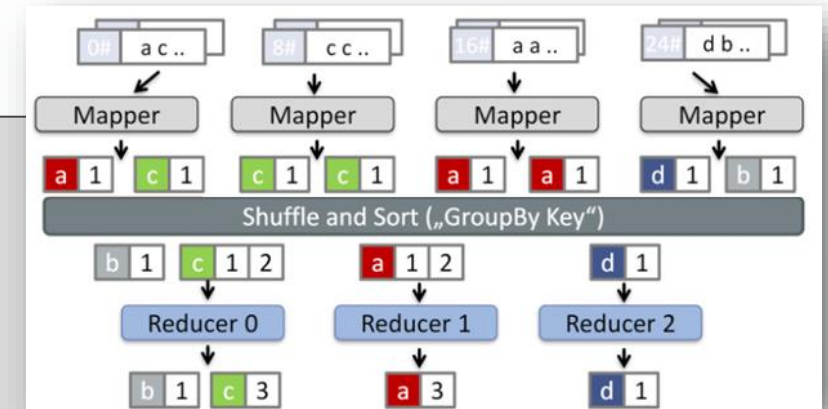 0# a c .. 8# c c .. 16# a a .. 24# d b ..
Mapper Mapper Mapper Mapper
a 1 c 1 c 1 c 1 a 1 a 1 d 1 b 1
Shuffle and Sort („GroupBy Key“)
b 1 c 1 2 a 1 2 d 1
Reducer 0 Reducer 1 Reducer 2
b 1 c 3 a 3 d 1